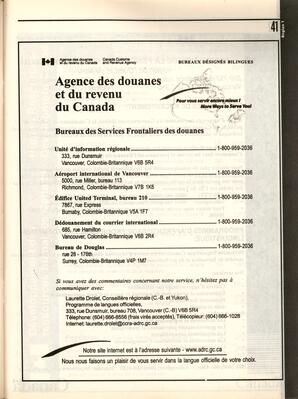 41
Agence des douanes
et du revenu du Canada
Canada Customs
and Revenue Agency
BUREAUX DÉSIGNÉS BILINGUES
Agence des douanes
et du revenu
du Canada
Pour vous servir encore mieux !
More Ways to Serve You!
Bureaux des Services Frontaliers des douanes
Unité d'information régionale 1-800-959-2036
333, rue Dunsmuir
Vancouver, Colombie-Britannique V6B 5R4
Aéroport international de Vancouver 1-800-959-2036
5000, rue Miller, bureau 113
Richmond, Colombie-Britannique V7B 1K6
Édifice United Terminal, bureau 210 1-800-959-2036
7867, rue Express
Burnaby, Colombie-Britannique V5A 1F7
Dédouanement du courrier international 1-800-959-2036
685, rue Hamilton
Vancouver, Colombie-Britannique V6B 2R4
Bureau de Douglas 1-800-959-2036
rue 28 - 176th
Surrey, Colombie-Britannique V4P 1M7
Si vous avez des commentaires concernant notre service, n'hésitez pas à
communiquer avec:
Laurette Drolet, Conseillère régionale (C.-B. et Yukon),
Programme de langues officielles,
333, rue Dunsmuir, bureau 708, Vancouver (C.-B) V6B 5R4
Téléphone: (604) 666-8556 (frais virés acceptés), Télécopieur: (604) 666-1028
Internet: laurette.drolet@ccra-adrc.gc.ca
Notre site internet est à l'adresse suivante - www.adrc.gc.ca
Nous nous faisons un plaisir de vous servir dans la langue officielle de votre choix.